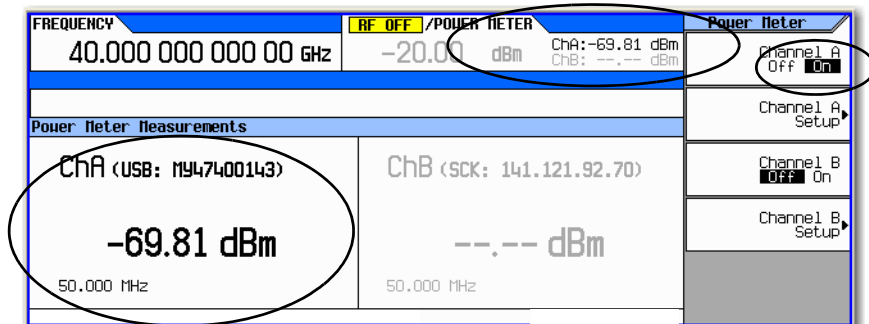 FREQUENCY
40.000 000 000 00 GHz
RF OFF /POWER METER
-20.00 dBm
ChA:-69.81 dBm
ChB: --.-- dBm
Power Meter
Channel A
Off On
Channel A
Setup
Channel B
Off On
Channel B
Setup
Power Meter Measurements
ChA (USB: MY47400143)
-69.81 dBm
50.000 MHz
ChB (SCK: 141.121.92.70)
--.-- dBm
50.000 MHz